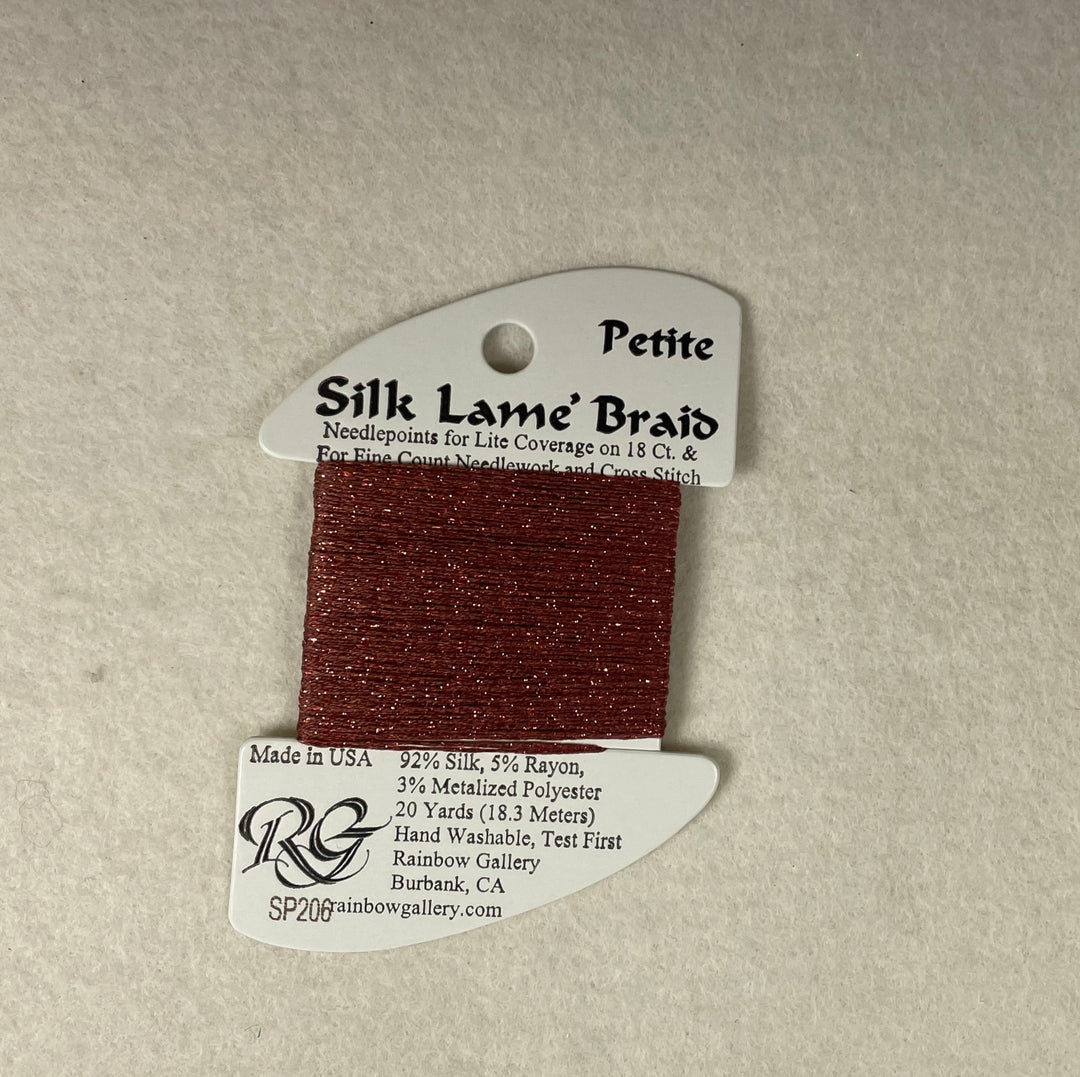 Petite
Silk Lamé Braid
Needlepoints for Lite Coverage on 18 Ct. &
For Fine Count Needlework and Cross Stitch
Made in USA
92% Silk, 5% Rayon,
3% Metalized Polyester
20 Yards (18.3 Meters)
Hand Washable, Test First
Rainbow Gallery
Burbank, CA
rainbowgallery.com
RG
SP206